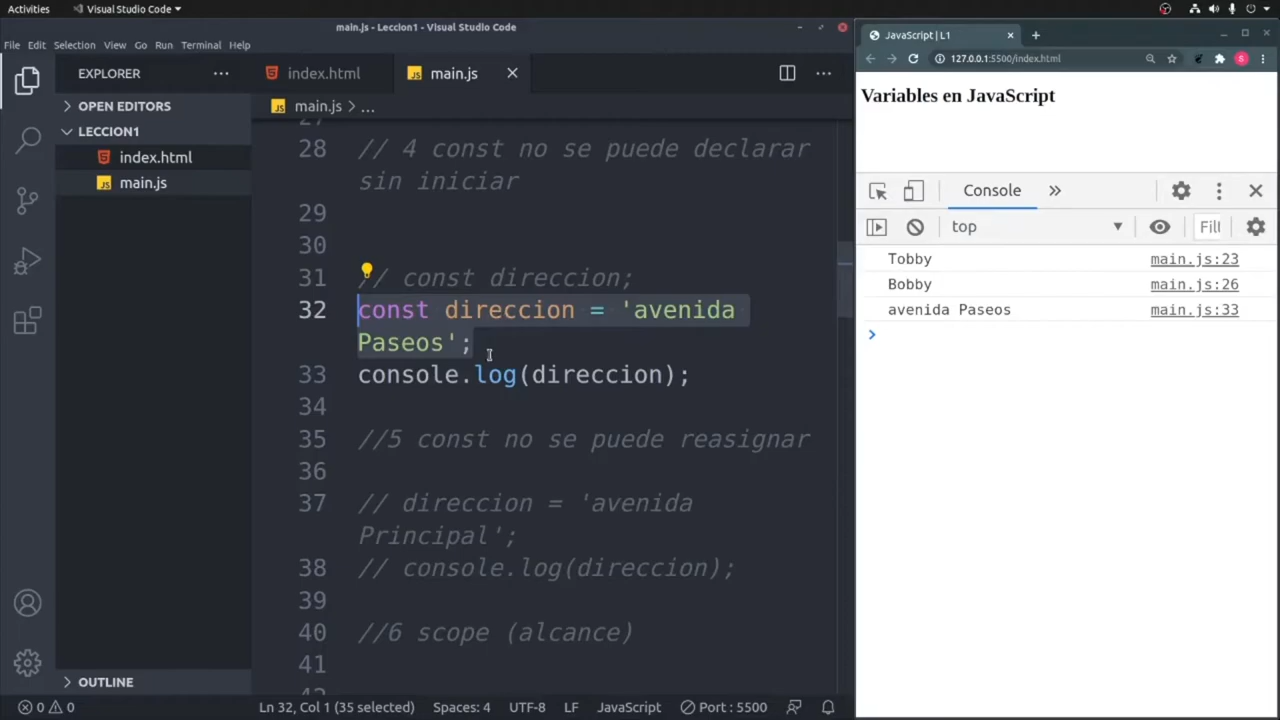 Activities
Visual Studio Code
main.js - Leccion1 - Visual Studio Code
File Edit Selection View Go Run Terminal Help
EXPLORER
OPEN EDITORS
LECCION1
index.html
main.js
OUTLINE
index.html
main.js
main.js > ...
27
28 // 4 const no se puede declarar
sin iniciar
29
30
31 // const direccion;
32 const direccion = 'avenida
Paseos';
33 console.log(direccion);
34
35 //5 const no se puede reasignar
36
37 // direccion = 'avenida
Principal';
38 // console.log(direccion);
39
40 //6 scope (alcance)
41
0 0
Ln 32, Col 1 (35 selected)
Spaces: 4
UTF-8
LF
JavaScript
Port : 5500
JavaScript | L1
127.0.0.1:5500/index.html
S
Variables en JavaScript
Console
top
Filt
Tobby main.js:23
Bobby main.js:26
avenida Paseos main.js:33